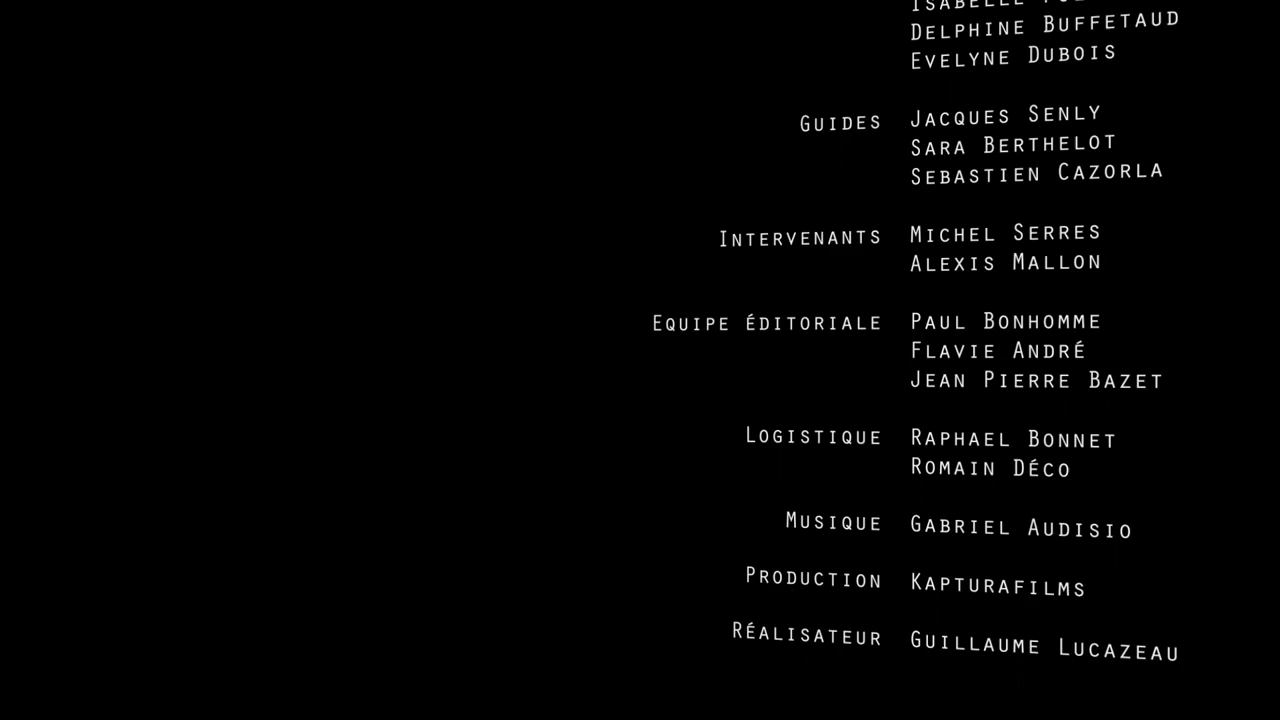 Isabelle
Delphine Buffetaud
Evelyne Dubois
Guides Jacques Senly
Sara Berthelot
Sebastien Cazorla
Intervenants Michel Serres
Alexis Mallon
Equipe éditoriale Paul Bonhomme
Flavie André
Jean Pierre Bazet
Logistique Raphael Bonnet
Romain Déco
Musique Gabriel Audisio
Production Kapturafilms
Réalisateur Guillaume Lucazeau